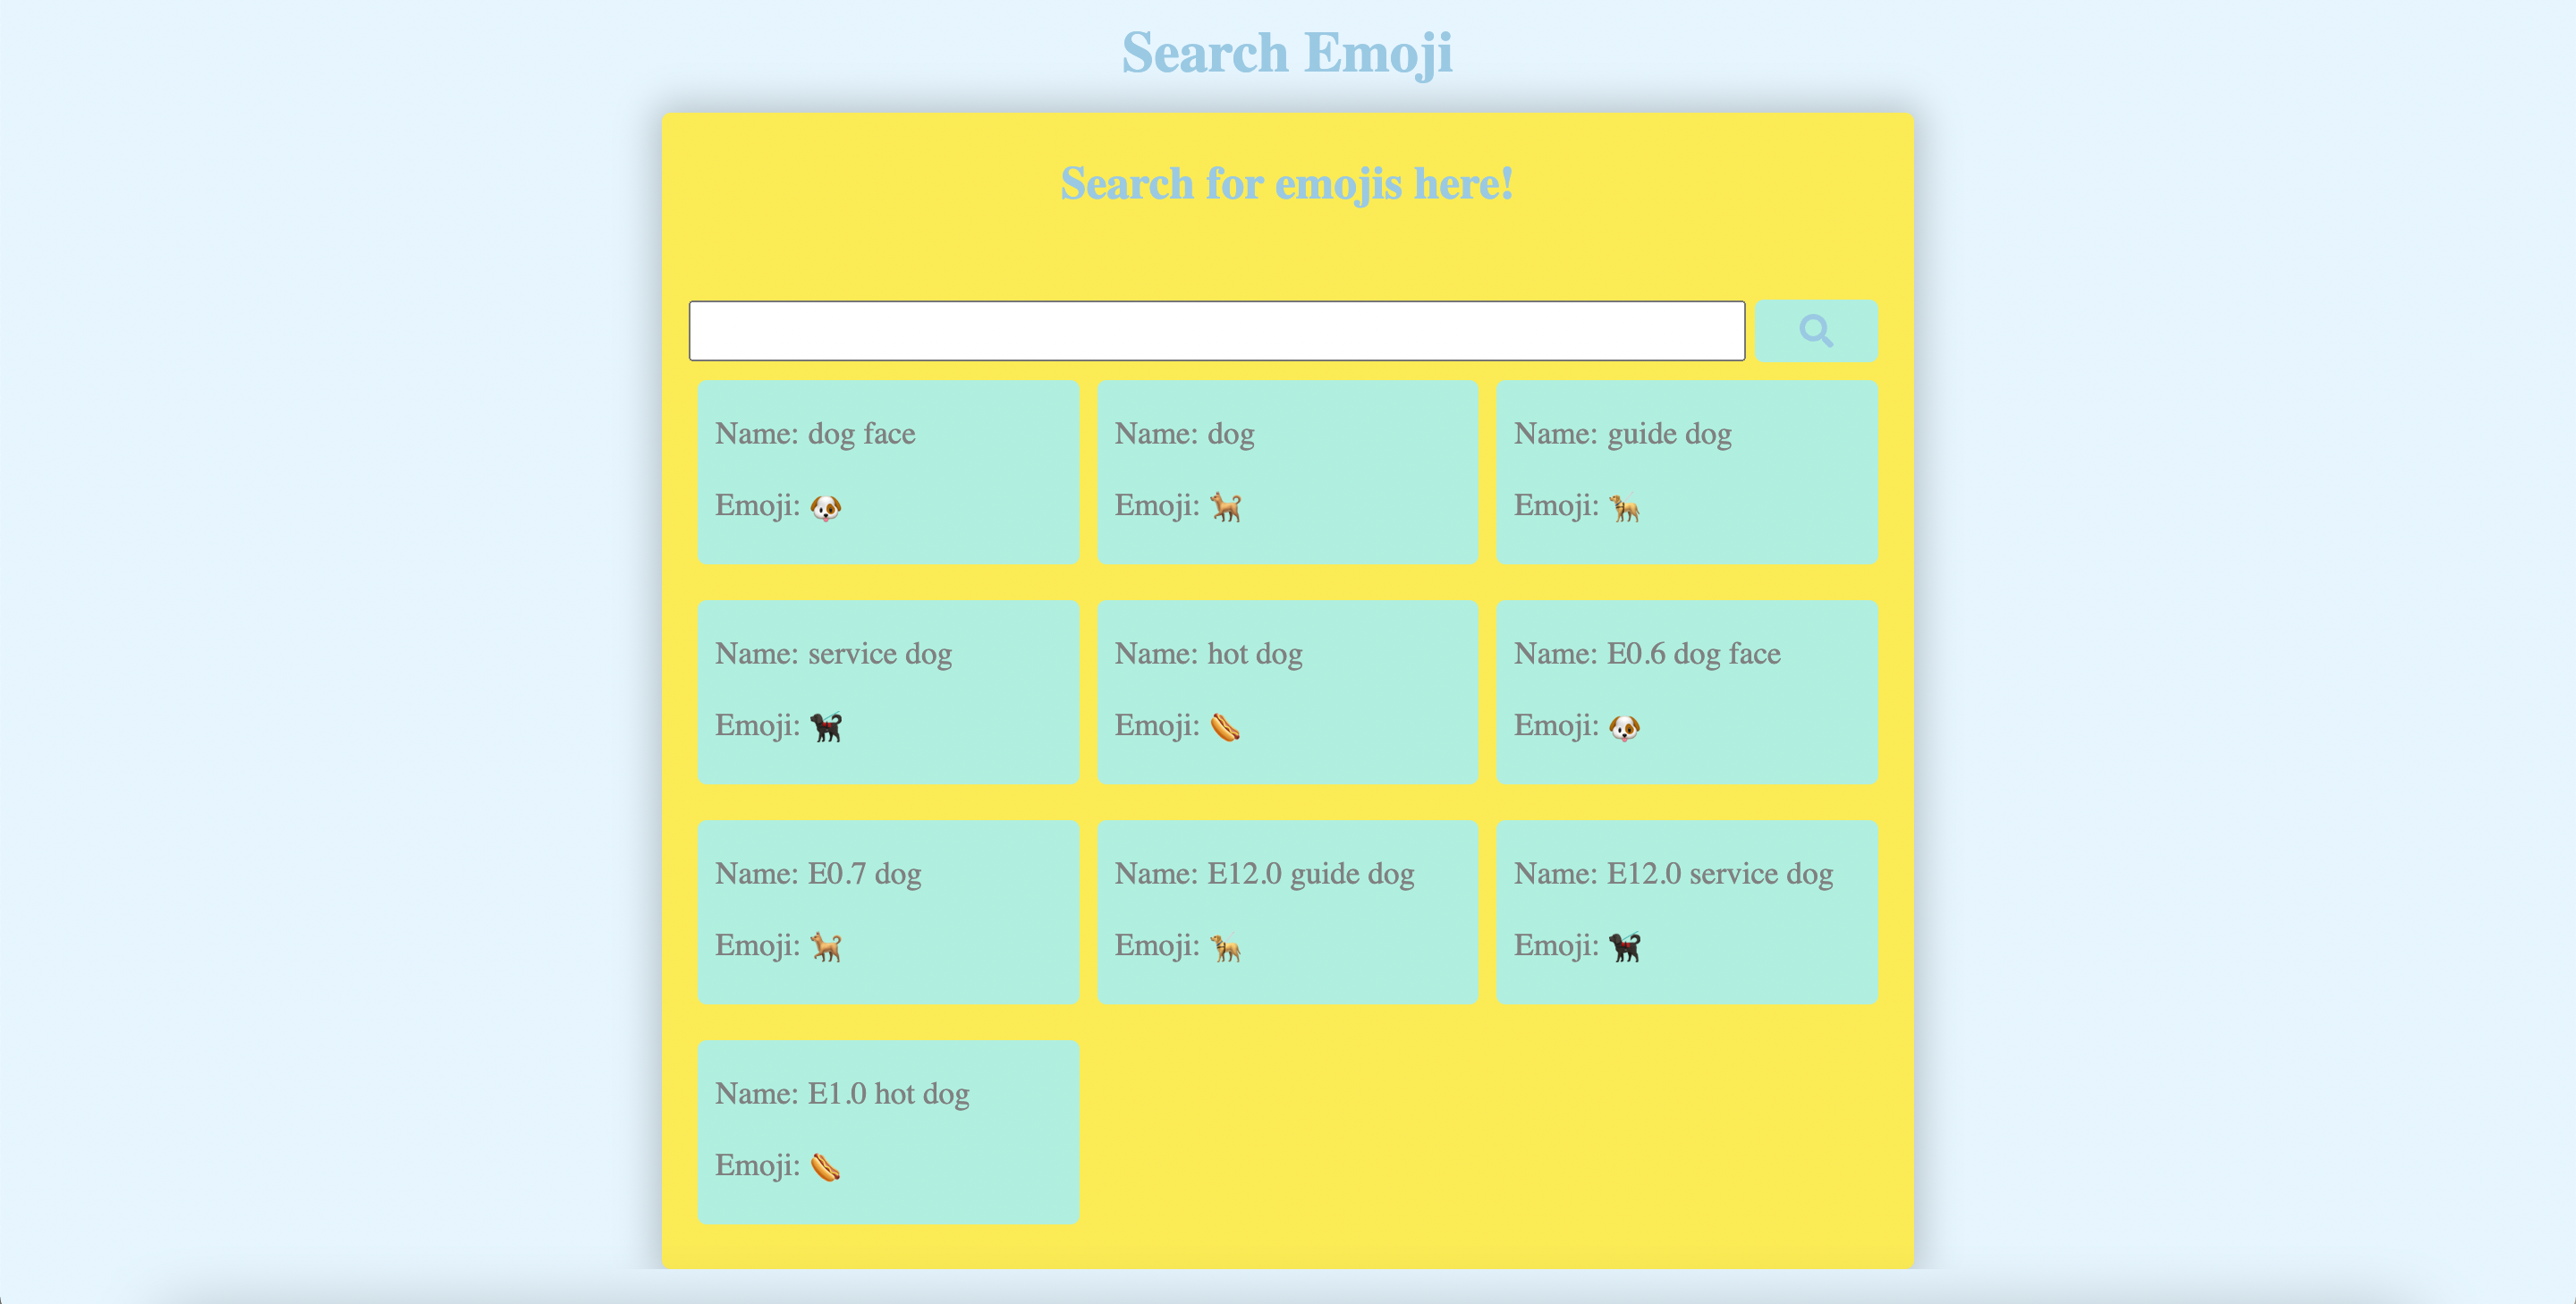 Search Emoji
Search for emojis here!
Name: dog face
Emoji: 🐶
Name: dog
Emoji: 🐕
Name: guide dog
Emoji: 🦮
Name: service dog
Emoji: 🐕‍🦺
Name: hot dog
Emoji: 🌭
Name: E0.6 dog face
Emoji: 🐶
Name: E0.7 dog
Emoji: 🐕
Name: E12.0 guide dog
Emoji: 🦮
Name: E12.0 service dog
Emoji: 🐕‍🦺
Name: E1.0 hot dog
Emoji: 🌭